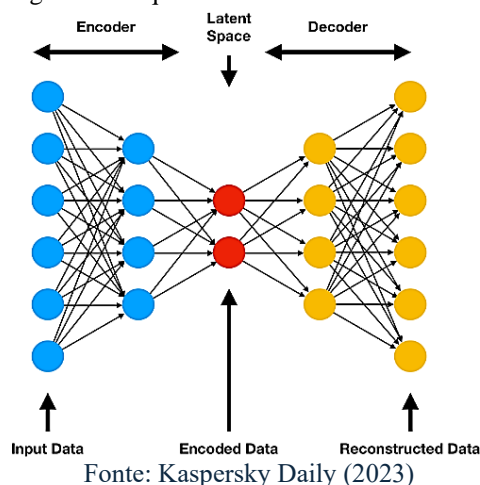 Encoder
Latent
Space
Decoder
Input Data
Encoded Data
Reconstructed Data
Fonte: Kaspersky Daily (2023)